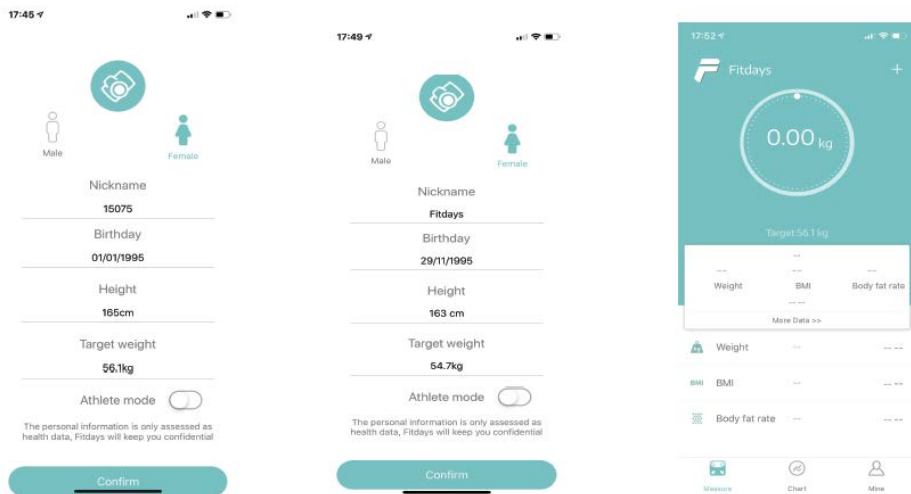 17:45
Male
Female
Nickname
15075
Birthday
01/01/1995
Height
165cm
Target weight
56.1kg
Athlete mode
The personal information is only assessed as
health data, Fitdays will keep you confidential
Confirm
17:49
Male
Female
Nickname
Fitdays
Birthday
29/11/1995
Height
163 cm
Target weight
54.7kg
Athlete mode
The personal information is only assessed as
health data, Fitdays will keep you confidential
Confirm
17:52
Fitdays
+
0.00 kg
Target:56.1 kg
--
-- -- --
Weight BMI Body fat rate
-- --
More Data >>
kg Weight -- -- --
BMI BMI -- -- --
Body fat rate -- -- --
Measure Chart Mine